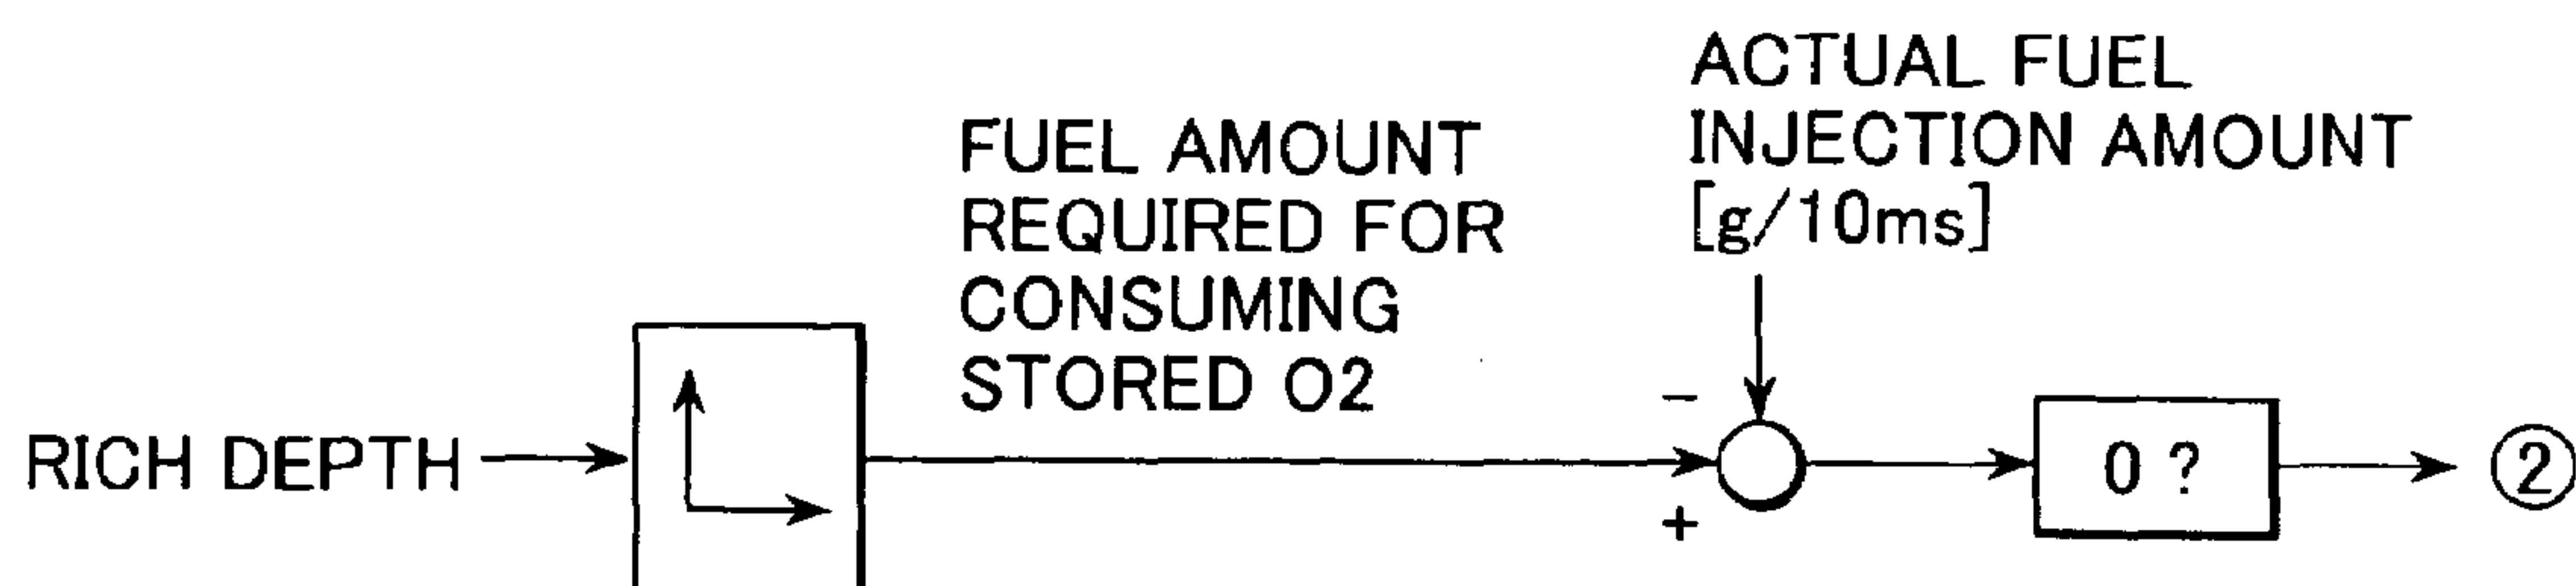 ACTUAL FUEL
INJECTION AMOUNT
[g/10ms]
FUEL AMOUNT
REQUIRED FOR
CONSUMING
STORED O2
RICH DEPTH
−
+
0 ?
②